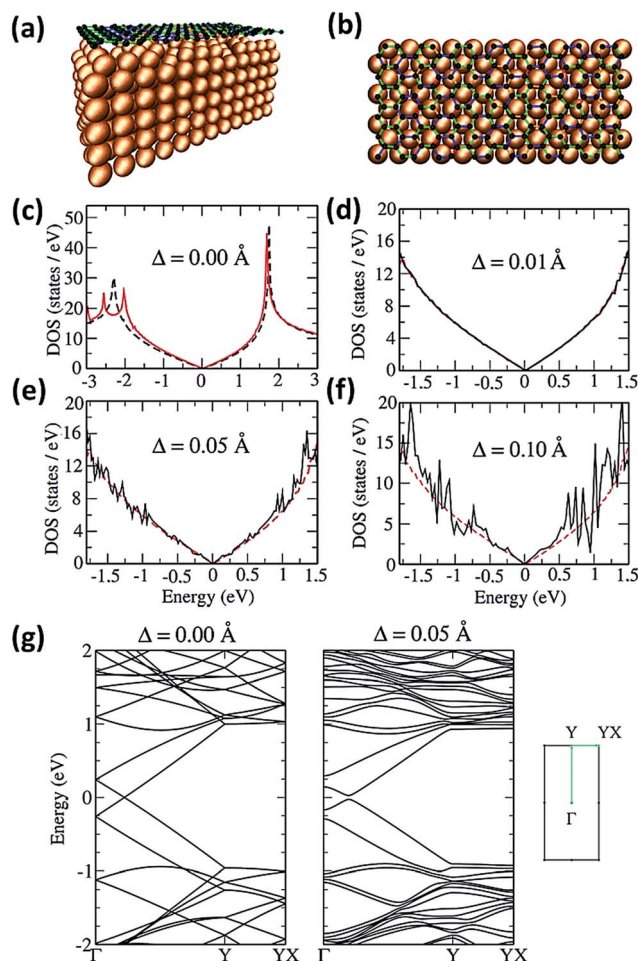 (a)
(b)
(c)
50
40
30
20
10
0
DOS (states / eV)
Δ = 0.00 Å
-3 -2 -1 0 1 2 3
(d)
16
12
8
4
0
DOS (states / eV)
Δ = 0.01 Å
-1.5 -1 -0.5 0 0.5 1 1.5
(e)
20
16
12
8
4
0
DOS (states / eV)
Δ = 0.05 Å
-1.5 -1 -0.5 0 0.5 1 1.5
Energy (eV)
(f)
20
15
10
5
0
DOS (states / eV)
Δ = 0.10 Å
-1.5 -1 -0.5 0 0.5 1 1.5
Energy (eV)
(g)
Δ = 0.00 Å
Δ = 0.05 Å
2
1
0
-1
-2
Energy (eV)
Γ Y YX
Γ Y YX
Y YX
Γ